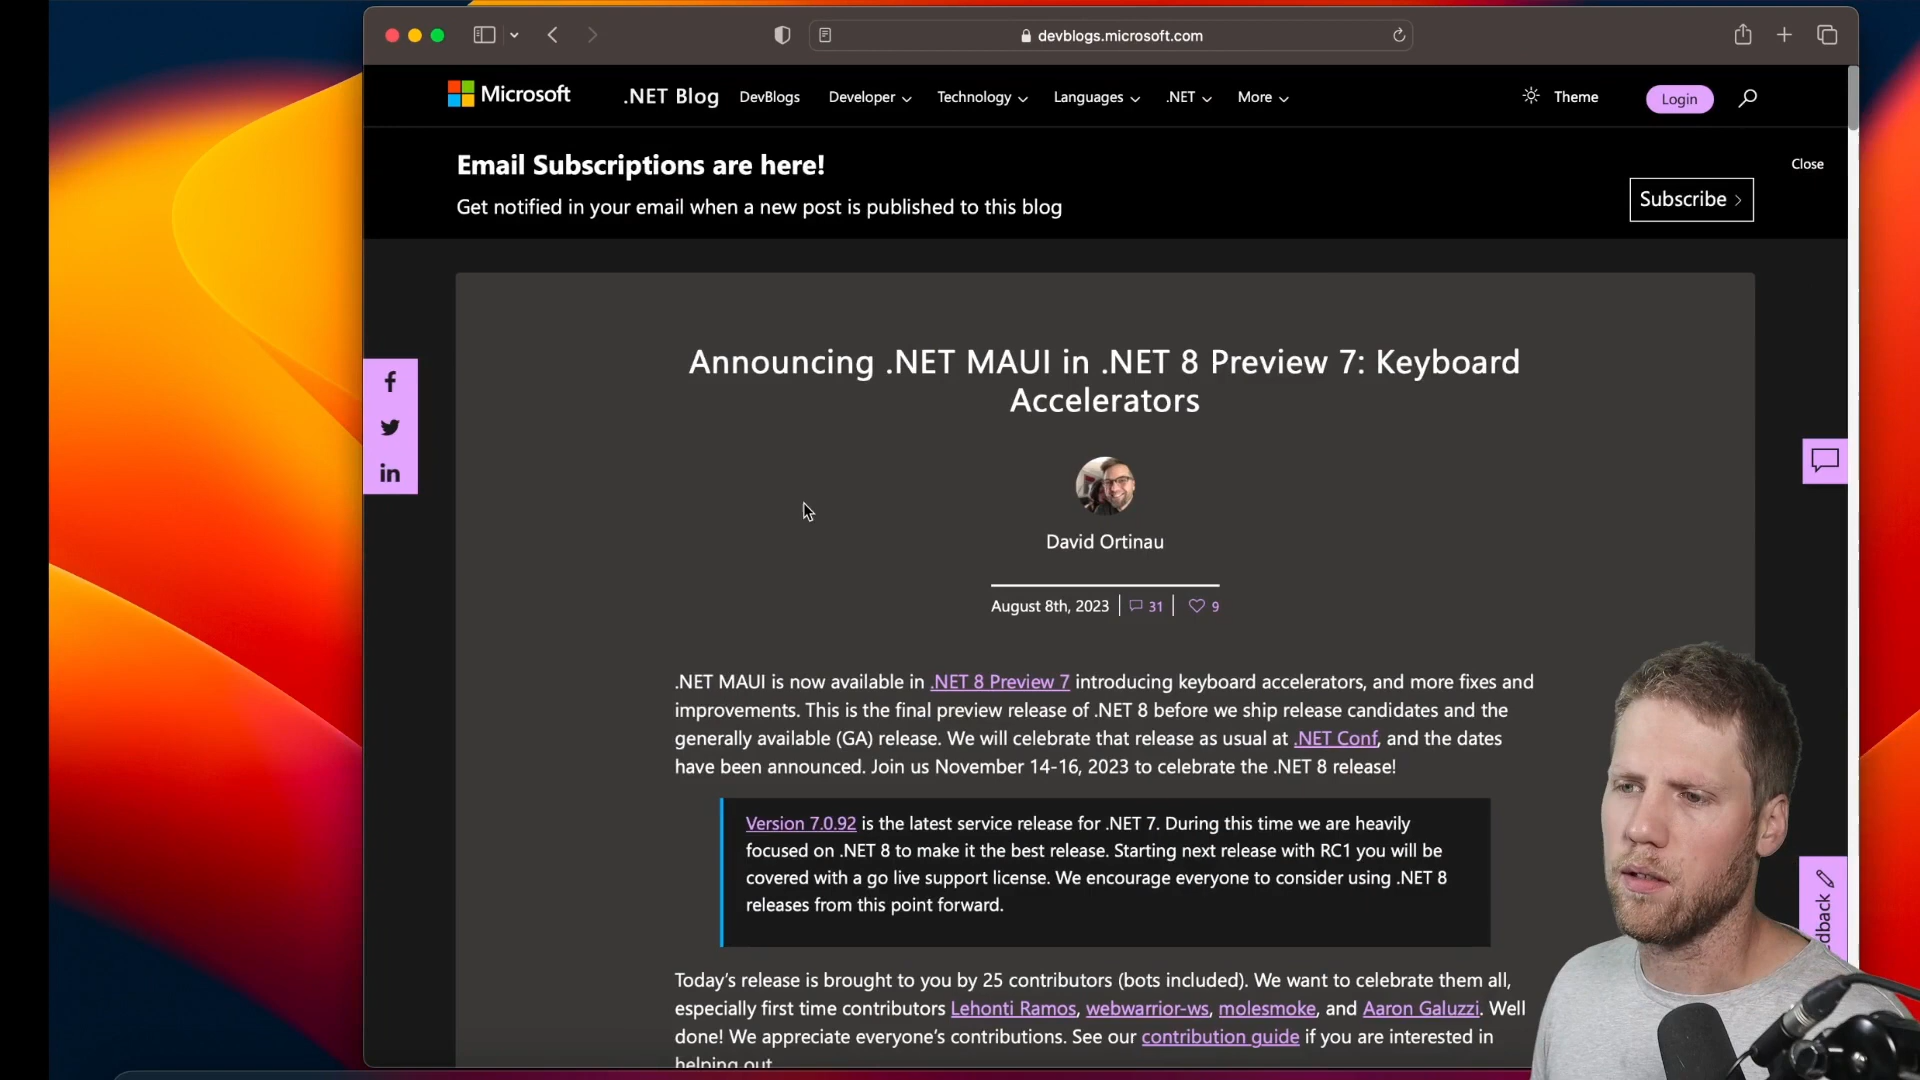 devblogs.microsoft.com
Microsoft
.NET Blog
DevBlogs
Developer
Technology
Languages
.NET
More
Theme
Login
Email Subscriptions are here!
Close
Get notified in your email when a new post is published to this blog
Subscribe
Announcing .NET MAUI in .NET 8 Preview 7: Keyboard
Accelerators
David Ortinau
August 8th, 2023
31
9
.NET MAUI is now available in .NET 8 Preview 7 introducing keyboard accelerators, and more fixes and
improvements. This is the final preview release of .NET 8 before we ship release candidates and the
generally available (GA) release. We will celebrate that release as usual at .NET Conf, and the dates
have been announced. Join us November 14-16, 2023 to celebrate the .NET 8 release!
Version 7.0.92 is the latest service release for .NET 7. During this time we are heavily
focused on .NET 8 to make it the best release. Starting next release with RC1 you will be
covered with a go live support license. We encourage everyone to consider using .NET 8
releases from this point forward.
Today's release is brought to you by 25 contributors (bots included). We want to celebrate them all,
especially first time contributors Lehonti Ramos, webwarrior-ws, molesmoke, and Aaron Galuzzi. Well
done! We appreciate everyone's contributions. See our contribution guide if you are interested in
helping out.
dback